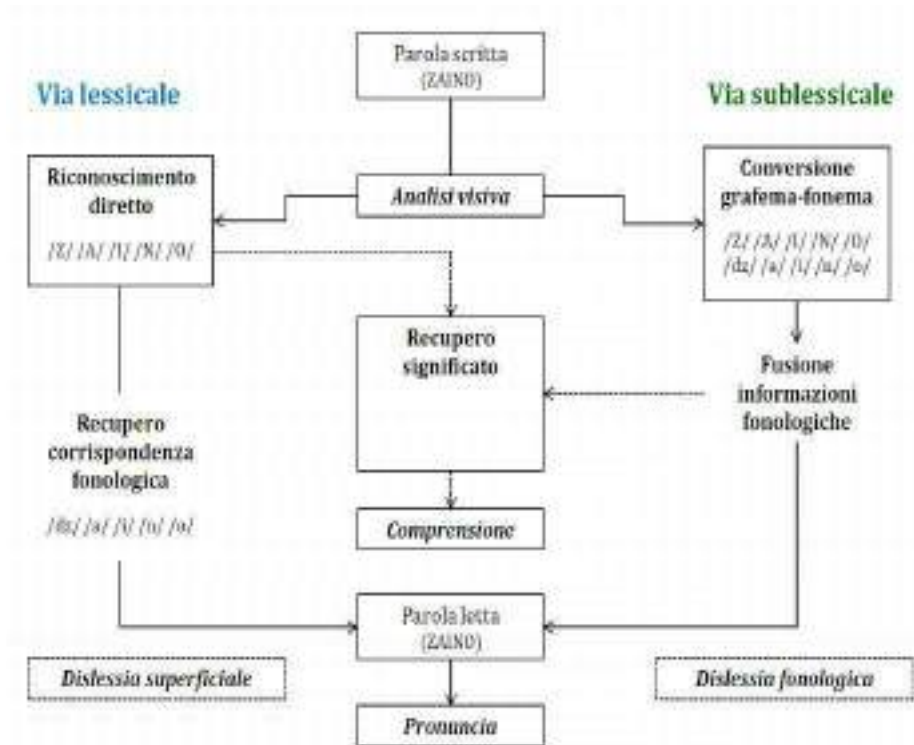 Parola scritta
(ZAINO)
Via lessicale
Via sublessicale
Riconoscimento
diretto
/Z/ /A/ /I/ /N/ /O/
Analisi visiva
Conversione
grafema-fonema
/Z/ /A/ /I/ /N/ /O/
/dz/ /a/ /i/ /n/ /o/
Recupero
significato
Fusione
informazioni
fonologiche
Recupero
corrispondenza
fonologica
/dz/ /a/ /i/ /n/ /o/
Comprensione
Parola letta
(ZAINO)
Dislessia superficiale
Dislessia fonologica
Pronuncia